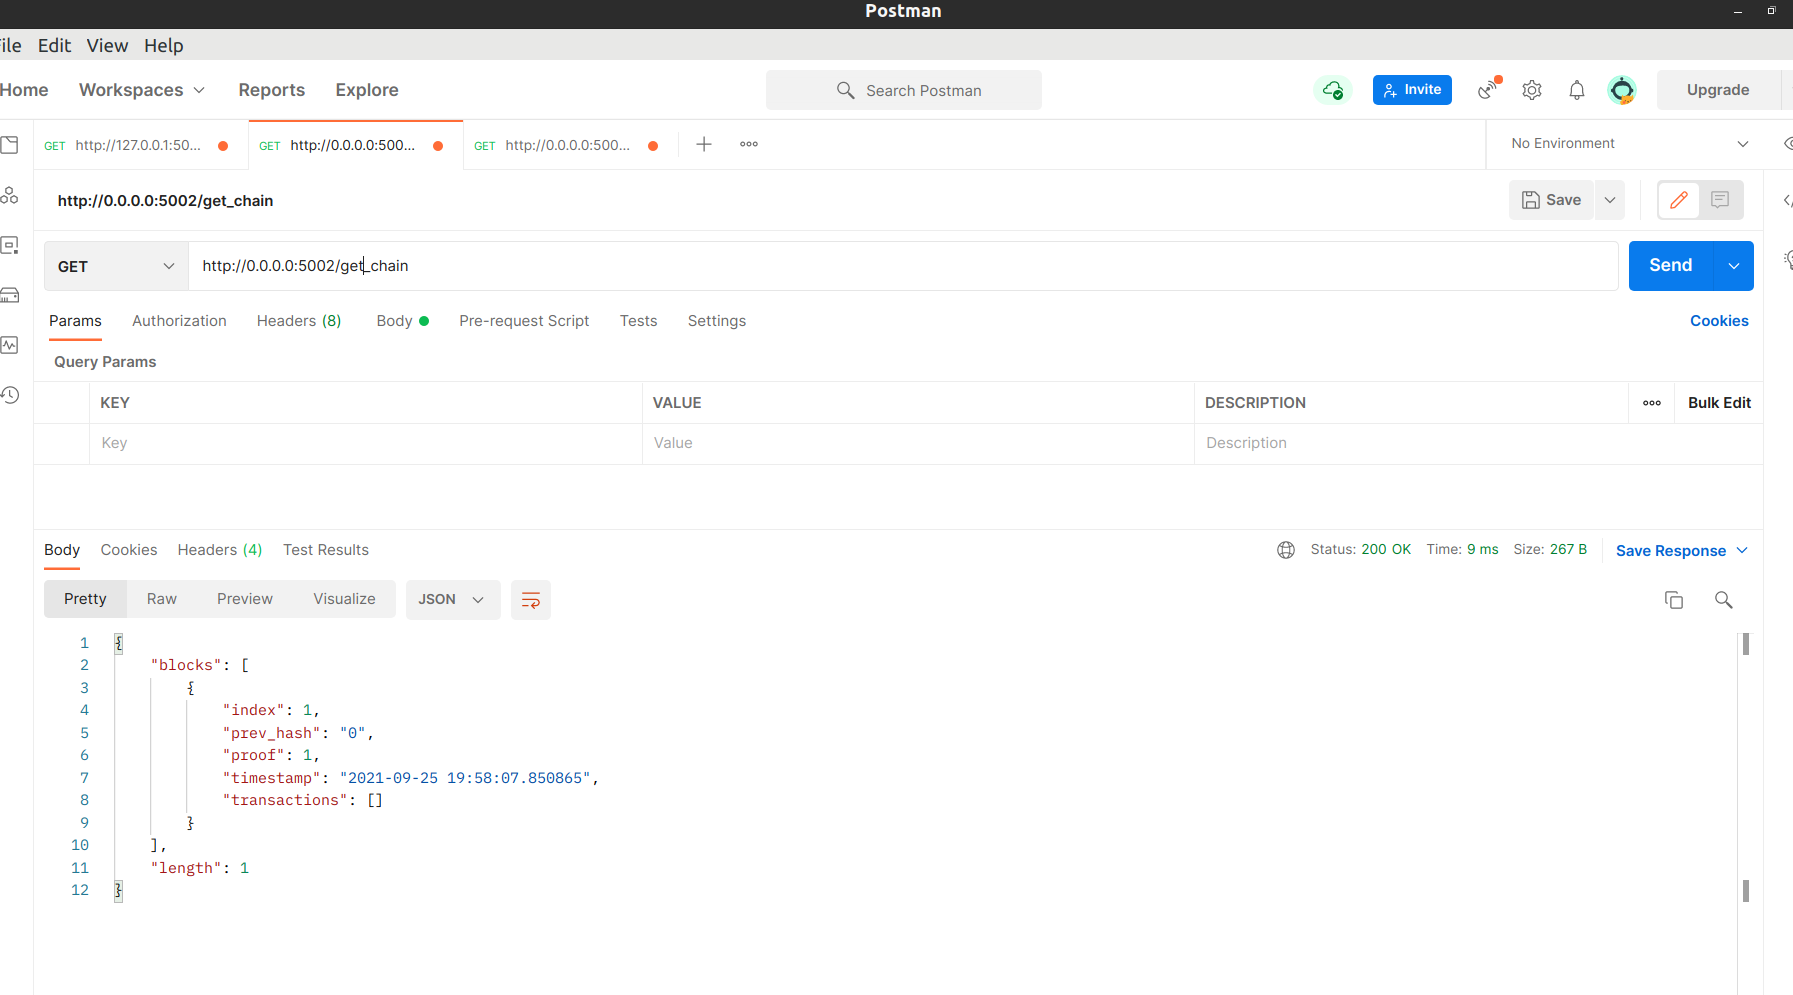 Postman
File Edit View Help
Home Workspaces Reports Explore Search Postman Invite Upgrade
GET http://127.0.0.1:50... GET http://0.0.0.0:500... GET http://0.0.0.0:500... No Environment
http://0.0.0.0:5002/get_chain Save
GET http://0.0.0.0:5002/get_chain Send
Params Authorization Headers (8) Body Pre-request Script Tests Settings Cookies
Query Params
KEY VALUE DESCRIPTION Bulk Edit
Key Value Description
Body Cookies Headers (4) Test Results Status: 200 OK Time: 9 ms Size: 267 B Save Response
Pretty Raw Preview Visualize JSON
1 {
2 "blocks": [
3 {
4 "index": 1,
5 "prev_hash": "0",
6 "proof": 1,
7 "timestamp": "2021-09-25 19:58:07.850865",
8 "transactions": []
9 }
10 ],
11 "length": 1
12 }